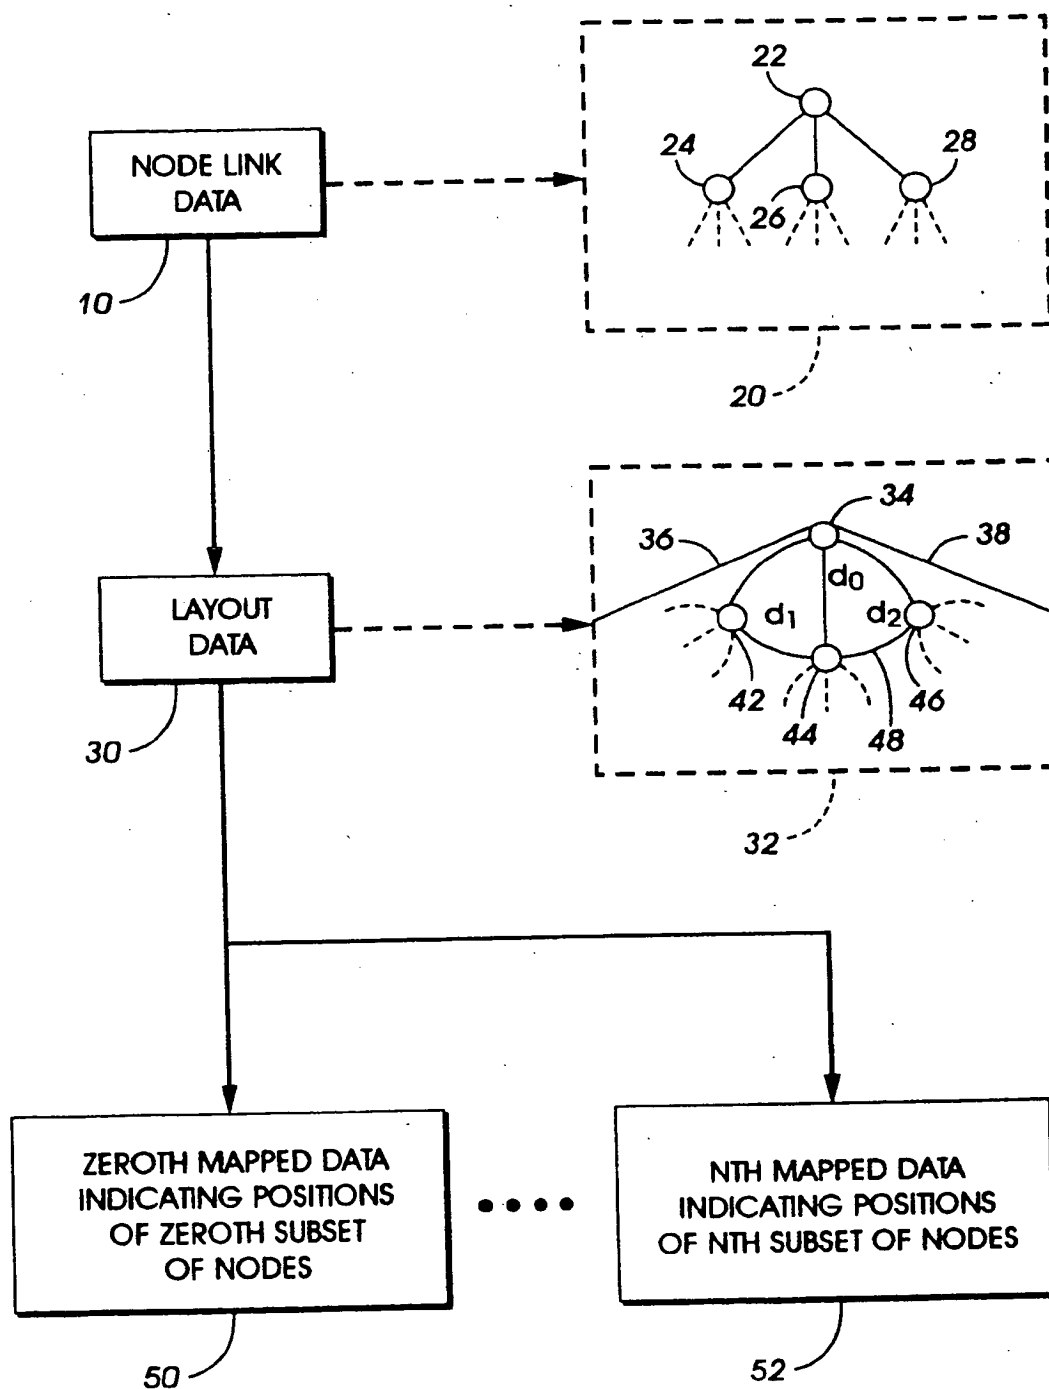 22
24
28
NODE LINK
DATA
26
10
20
34
36
38
d0
LAYOUT
DATA
d1
d2
42
46
44
48
30
32
ZEROTH MAPPED DATA
INDICATING POSITIONS
OF ZEROTH SUBSET
OF NODES
NTH MAPPED DATA
INDICATING POSITIONS
OF NTH SUBSET OF NODES
50
52